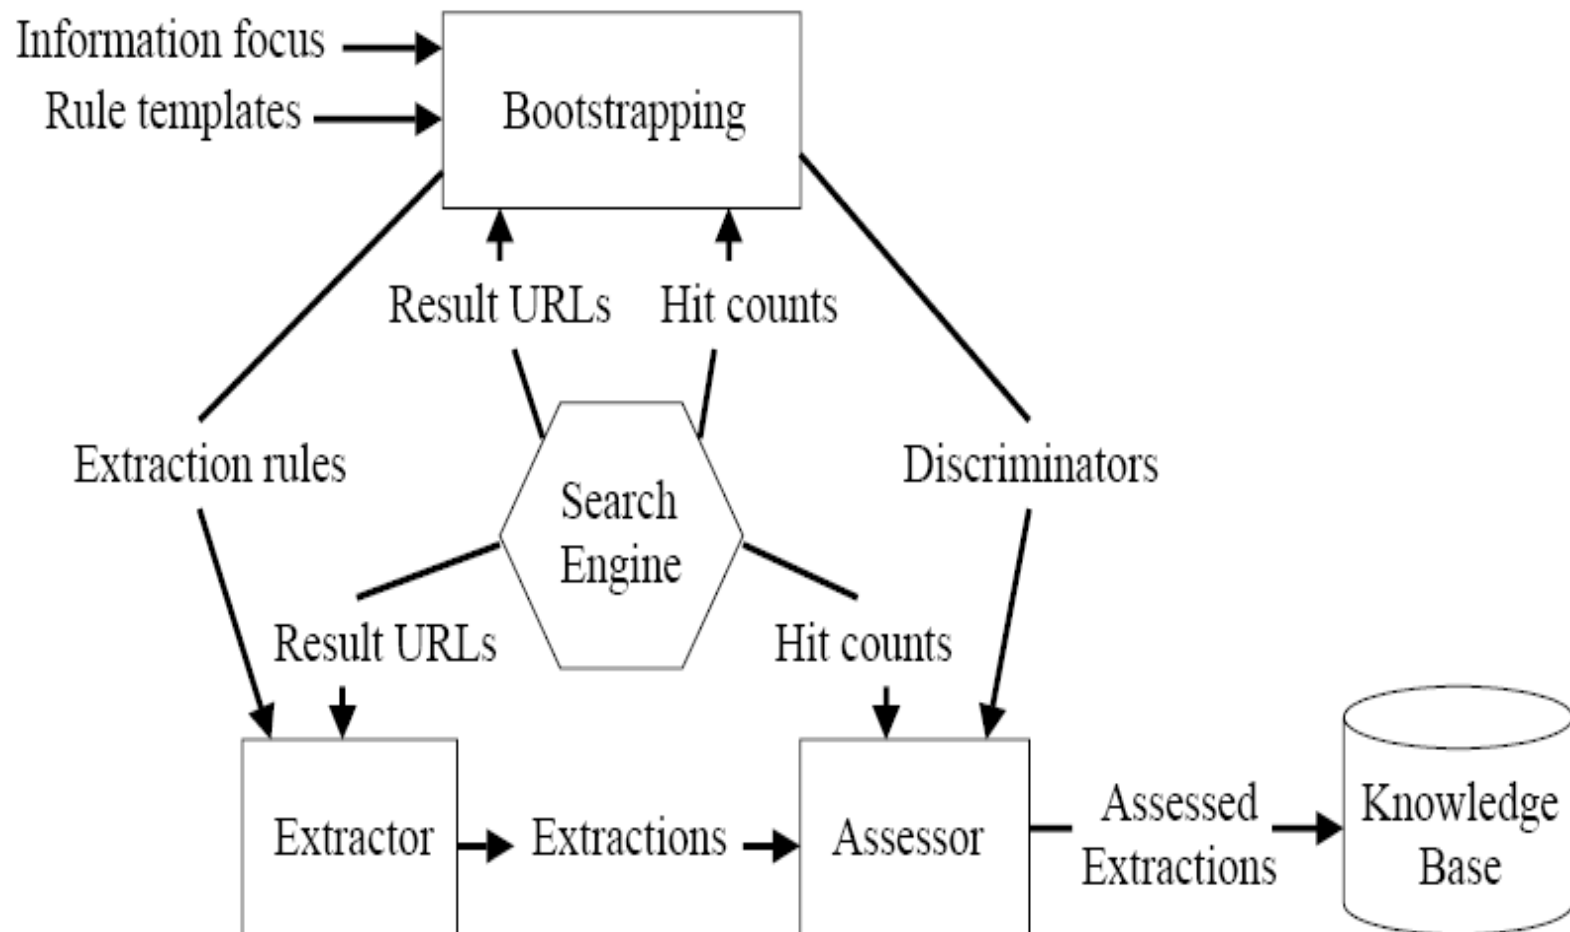 Information focus
Rule templates
Bootstrapping
Result URLs
Hit counts
Extraction rules
Search
Engine
Discriminators
Result URLs
Hit counts
Extractor
Extractions
Assessor
Assessed
Extractions
Knowledge
Base